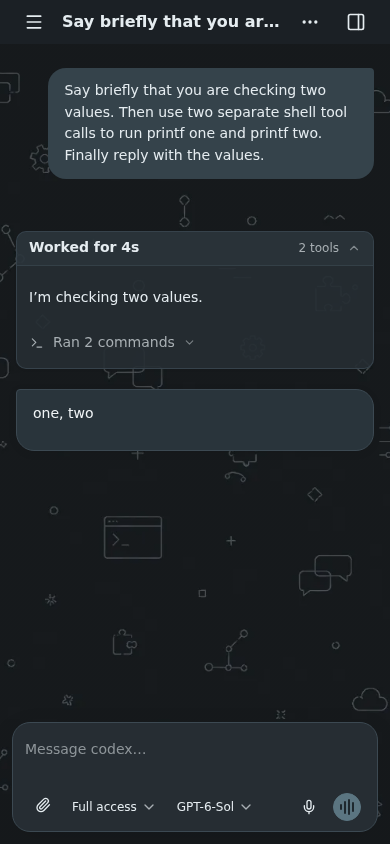 Say briefly that you ar...
Say briefly that you are checking two
values. Then use two separate shell tool
calls to run printf one and printf two.
Finally reply with the values.
Worked for 4s
2 tools
I’m checking two values.
Ran 2 commands
one, two
Message codex...
Full access
GPT-6-Sol